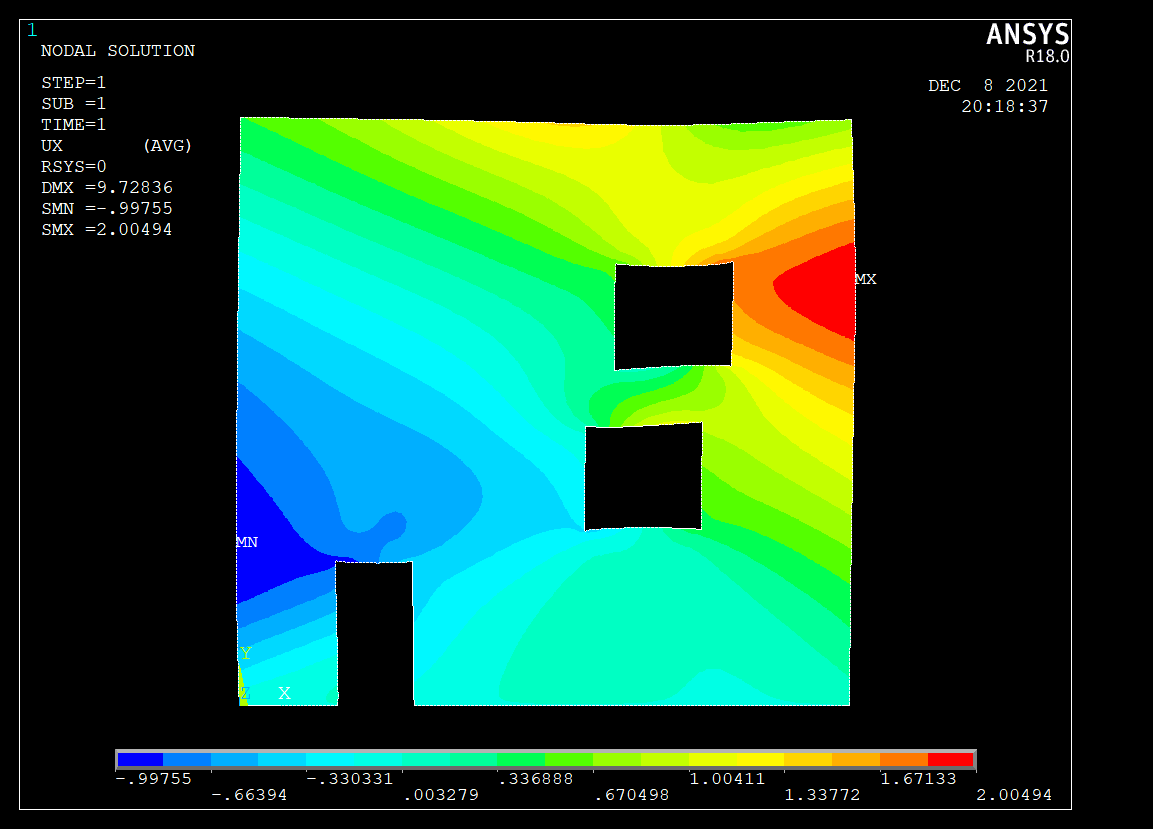 1
NODAL SOLUTION
STEP=1
SUB =1
TIME=1
UX (AVG)
RSYS=0
DMX =9.72836
SMN =-.99755
SMX =2.00494
ANSYS
R18.0
DEC 8 2021
20:18:37
MX
MN
Y
Z X
-.99755 -.330331 .336888 1.00411 1.67133
-.66394 .003279 .670498 1.33772 2.00494